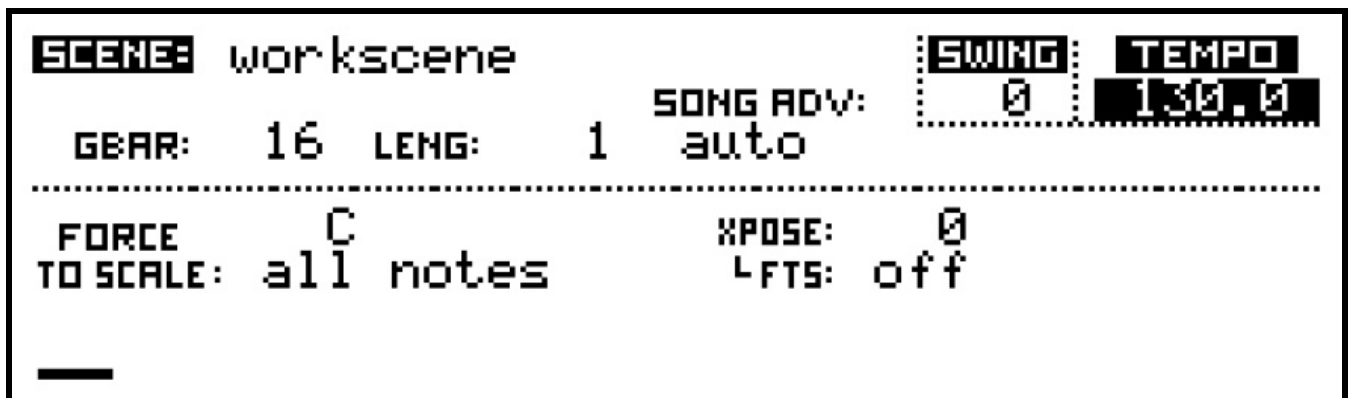 SCENE: workscene SWING TEMPO
SONG ADV: 0 130.0
GBAR: 16 LENG: 1 auto
FORCE C XPOSE: 0
TO SCALE: all notes FTS: off